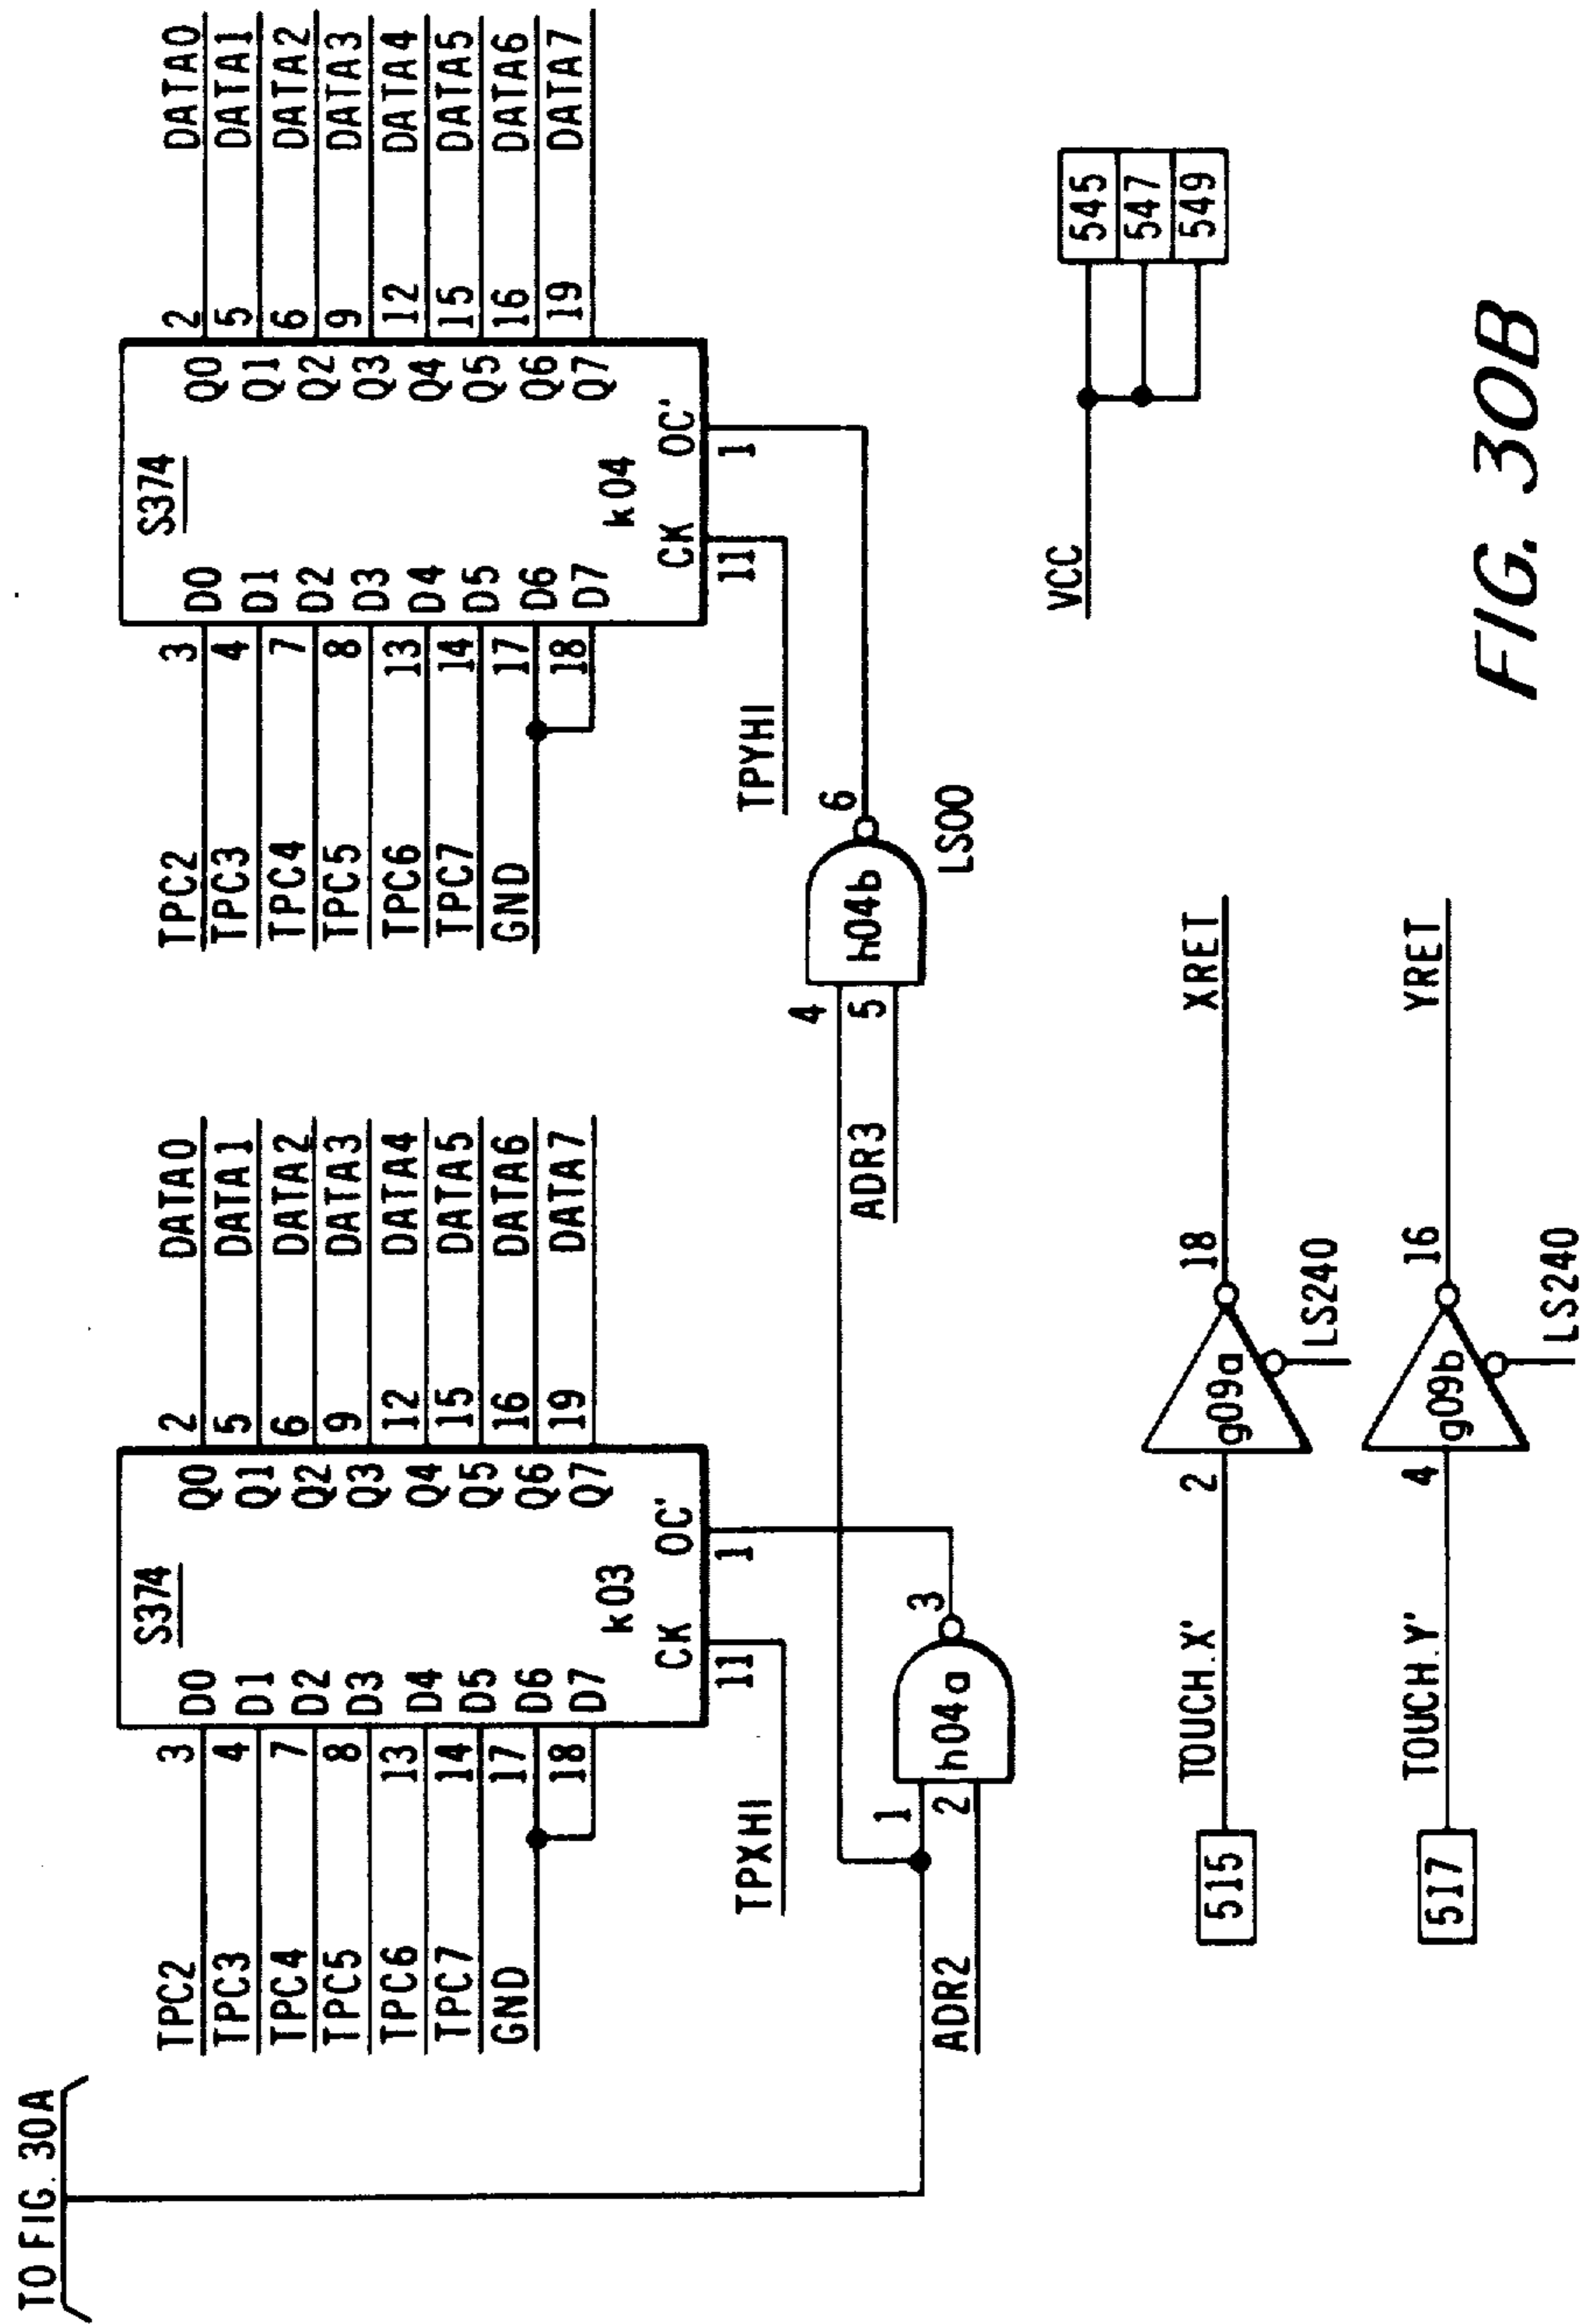 TO FIG. 30A
S374
TPC2 3 D0 Q0 2 DATA0
TPC3 4 D1 Q1 5 DATA1
TPC4 7 D2 Q2 6 DATA2
TPC5 8 D3 Q3 9 DATA3
TPC6 13 D4 Q4 12 DATA4
TPC7 14 D5 Q5 15 DATA5
GND 17 D6 Q6 16 DATA6
18 D7 Q7 19 DATA7
k03
CK OC'
11 1
TPXHI
S374
TPC2 3 D0 Q0 2 DATA0
TPC3 4 D1 Q1 5 DATA1
TPC4 7 D2 Q2 6 DATA2
TPC5 8 D3 Q3 9 DATA3
TPC6 13 D4 Q4 12 DATA4
TPC7 14 D5 Q5 15 DATA5
GND 17 D6 Q6 16 DATA6
18 D7 Q7 19 DATA7
k04
CK OC'
11 1
TPYHI
1
ADR2 2 h04a 3
4
ADR3 5 h04b 6
LS00
515 TOUCH.X' 2 g09a 18 XRET
LS240
517 TOUCH.Y' 4 g09b 16 YRET
LS240
VCC 545
547
549
FIG. 30B